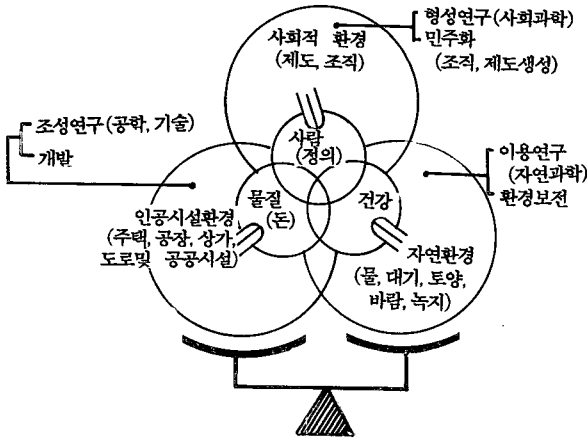 형성연구(사회과학)
민주화
(조직, 제도생성)
사회적 환경
(제도, 조직)
조성연구(공학, 기술)
개발
사람
(정의)
이용연구
(자연과학)
환경보전
물질
(돈)
건강
인공시설환경
(주택, 공장, 상가,
도로및 공공시설)
자연환경
(물, 대기, 토양,
바람, 녹지)